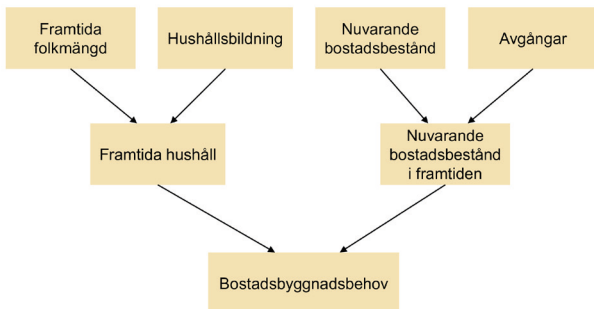 Framtida
folkmängd
Hushållsbildning
Nuvarande
bostadsbestånd
Avgångar
Framtida hushåll
Nuvarande
bostadsbestånd
i framtiden
Bostadsbyggnadsbehov